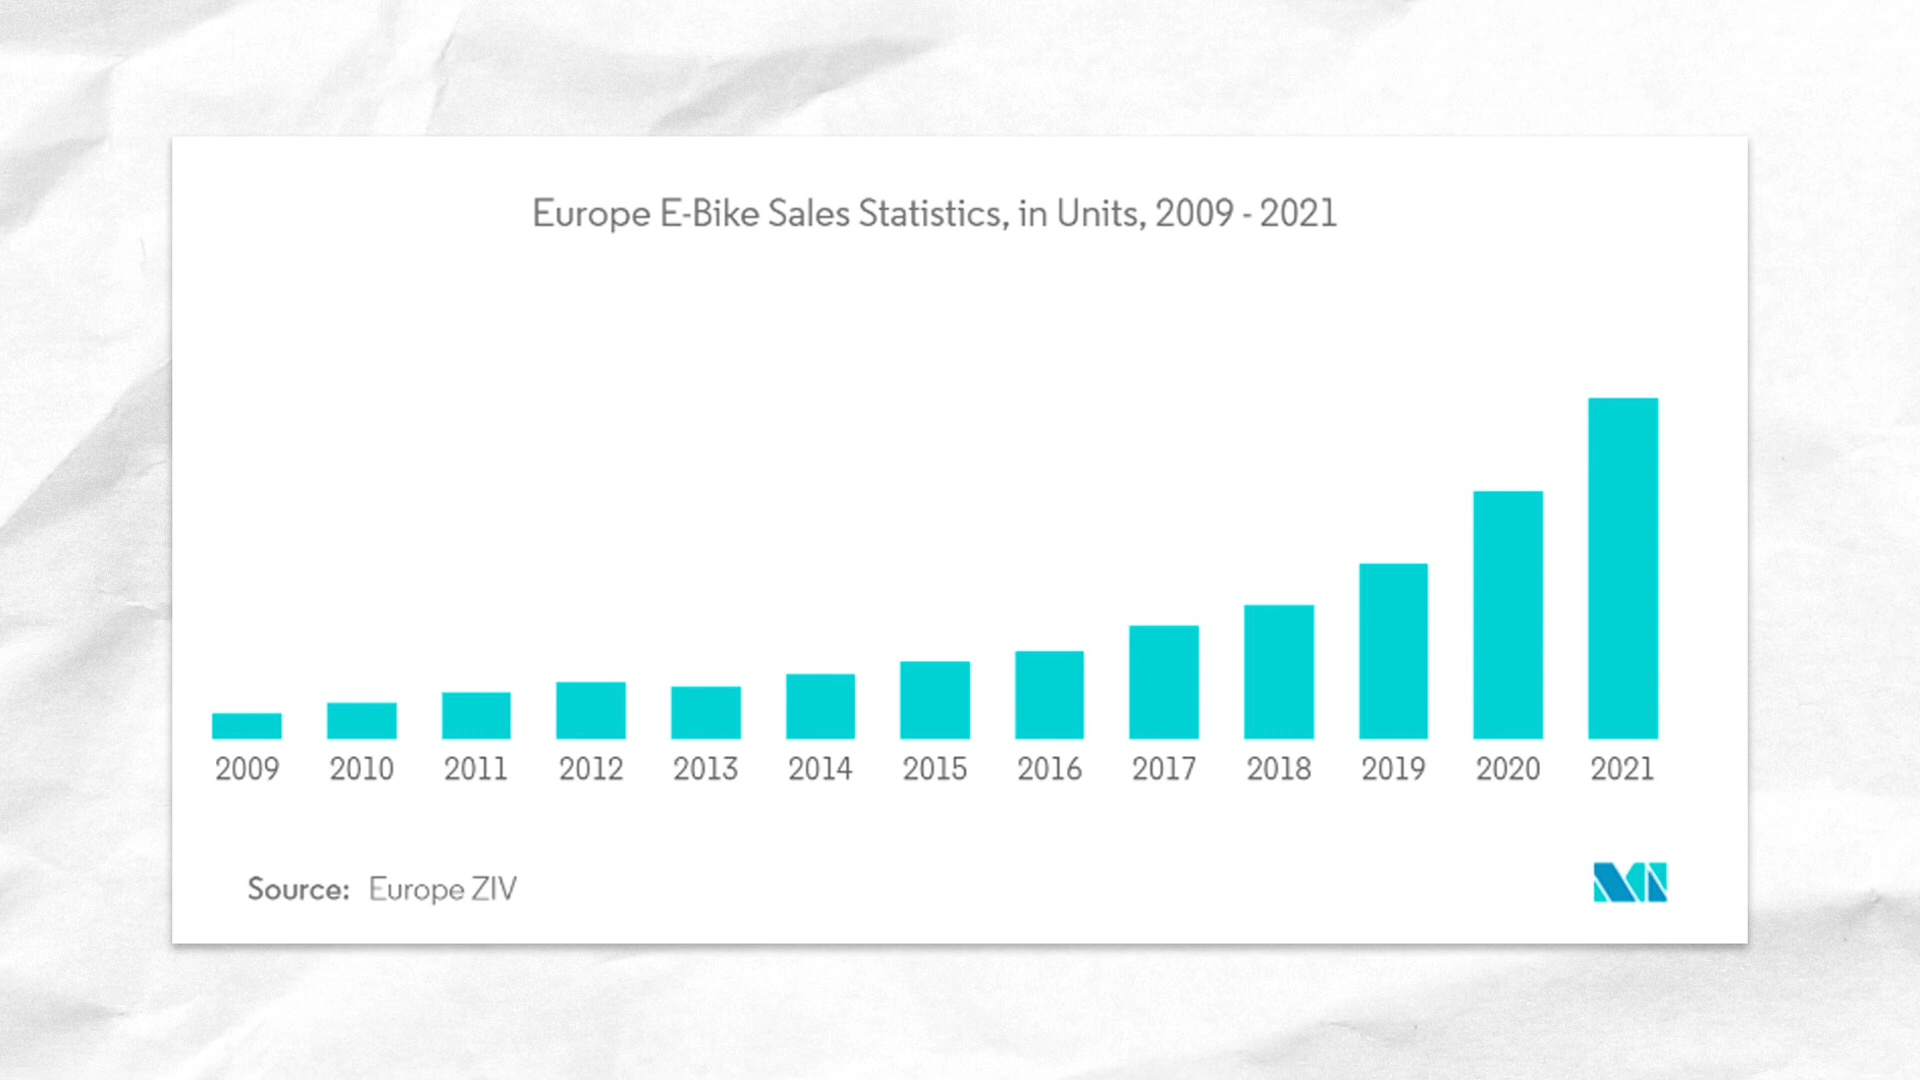 Europe E-Bike Sales Statistics, in Units, 2009 - 2021
2009 2010 2011 2012 2013 2014 2015 2016 2017 2018 2019 2020 2021
Source: Europe ZIV